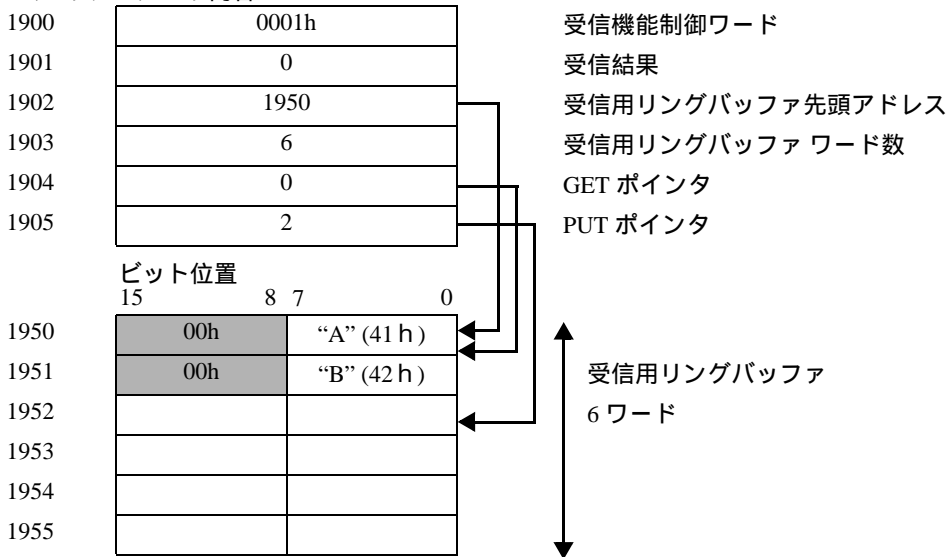 1900 0001h 受信機能制御ワード
1901 0 受信結果
1902 1950 受信用リングバッファ先頭アドレス
1903 6 受信用リングバッファ ワード数
1904 0 GET ポインタ
1905 2 PUT ポインタ
ビット位置
15 8 7 0
1950 00h “A” (41ｈ)
1951 00h “B” (42ｈ) 受信用リングバッファ
1952 6 ワード
1953
1954
1955